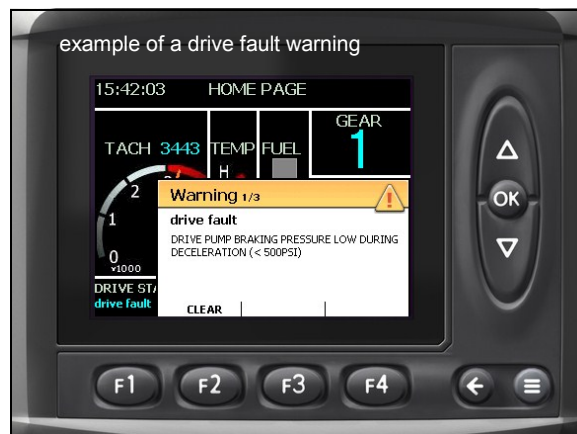 example of a drive fault warning
15:42:03 HOME PAGE
GEAR
1
TACH 3443 TEMP FUEL
H
2
1
0
x1000
Warning 1/3
drive fault
DRIVE PUMP BRAKING PRESSURE LOW DURING
DECELERATION (< 500PSI)
DRIVE STA
drive fault
CLEAR
OK
F1 F2 F3 F4